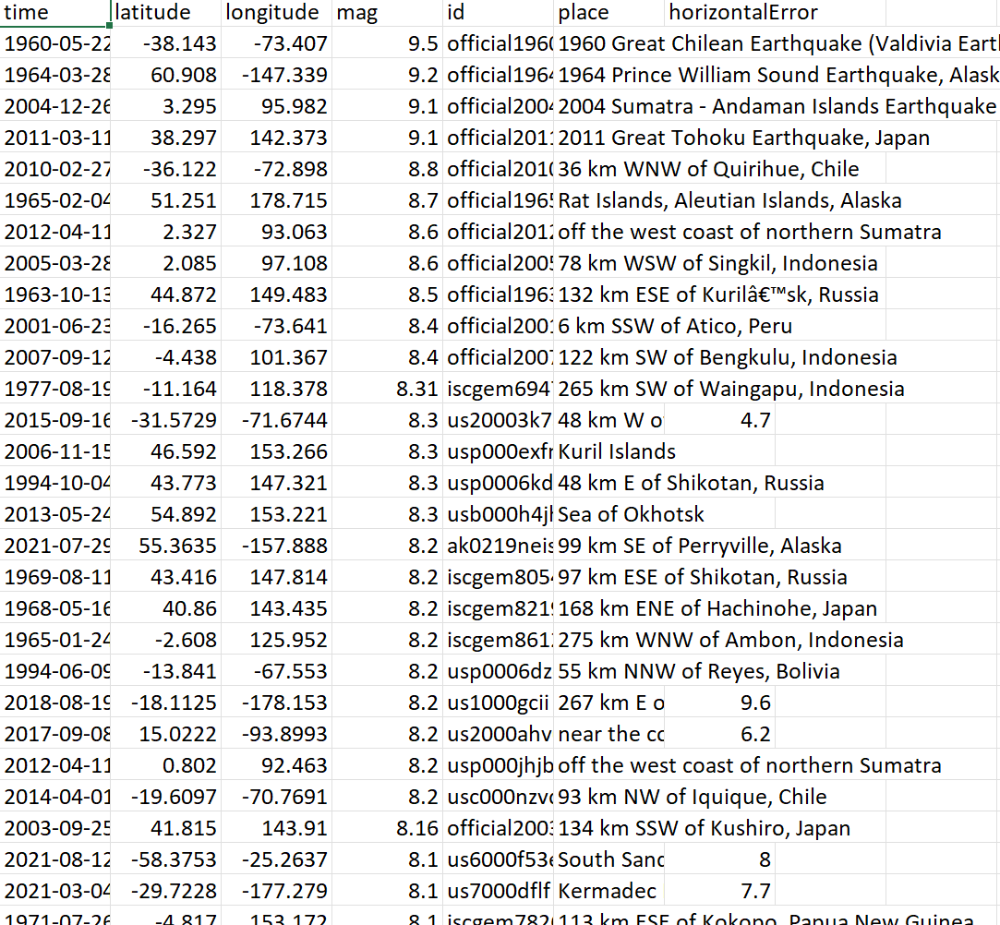 time latitude longitude mag id place horizontalError
1960-05-22 -38.143 -73.407 9.5 official1960 1960 Great Chilean Earthquake (Valdivia Eart
1964-03-28 60.908 -147.339 9.2 official1964 1964 Prince William Sound Earthquake, Alask
2004-12-26 3.295 95.982 9.1 official2004 2004 Sumatra - Andaman Islands Earthquake
2011-03-11 38.297 142.373 9.1 official2011 2011 Great Tohoku Earthquake, Japan
2010-02-27 -36.122 -72.898 8.8 official2010 36 km WNW of Quirihue, Chile
1965-02-04 51.251 178.715 8.7 official1965 Rat Islands, Aleutian Islands, Alaska
2012-04-11 2.327 93.063 8.6 official2012 off the west coast of northern Sumatra
2005-03-28 2.085 97.108 8.6 official2005 78 km WSW of Singkil, Indonesia
1963-10-13 44.872 149.483 8.5 official1963 132 km ESE of Kurilâ€™sk, Russia
2001-06-23 -16.265 -73.641 8.4 official2001 6 km SSW of Atico, Peru
2007-09-12 -4.438 101.367 8.4 official2007 122 km SW of Bengkulu, Indonesia
1977-08-19 -11.164 118.378 8.31 iscgem6947 265 km SW of Waingapu, Indonesia
2015-09-16 -31.5729 -71.6744 8.3 us20003k7 48 km W o 4.7
2006-11-15 46.592 153.266 8.3 usp000exfr Kuril Islands
1994-10-04 43.773 147.321 8.3 usp0006kd 48 km E of Shikotan, Russia
2013-05-24 54.892 153.221 8.3 usb000h4jh Sea of Okhotsk
2021-07-29 55.3635 -157.888 8.2 ak0219neis 99 km SE of Perryville, Alaska
1969-08-11 43.416 147.814 8.2 iscgem8054 97 km ESE of Shikotan, Russia
1968-05-16 40.86 143.435 8.2 iscgem8219 168 km ENE of Hachinohe, Japan
1965-01-24 -2.608 125.952 8.2 iscgem861 275 km WNW of Ambon, Indonesia
1994-06-09 -13.841 -67.553 8.2 usp0006dz 55 km NNW of Reyes, Bolivia
2018-08-19 -18.1125 -178.153 8.2 us1000gcii 267 km E o 9.6
2017-09-08 15.0222 -93.8993 8.2 us2000ahv near the co 6.2
2012-04-11 0.802 92.463 8.2 usp000jhjb off the west coast of northern Sumatra
2014-04-01 -19.6097 -70.7691 8.2 usc000nzv 93 km NW of Iquique, Chile
2003-09-25 41.815 143.91 8.16 official2003 134 km SSW of Kushiro, Japan
2021-08-12 -58.3753 -25.2637 8.1 us6000f53e South Sand 8
2021-03-04 -29.7228 -177.279 8.1 us7000dflf Kermadec 7.7
1971-07-26 -4.817 153.172 8.1 iscgem782 113 km ESE of Kokopo, Papua New Guinea